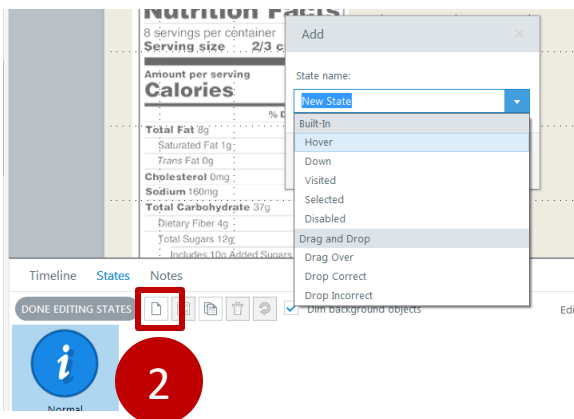 Nutrition Facts
8 servings per container
Serving size 2/3 c
Amount per serving
Calories
% D
Total Fat 8g
Saturated Fat 1g
Trans Fat 0g
Cholesterol 0mg
Sodium 160mg
Total Carbohydrate 37g
Dietary Fiber 4g
Total Sugars 12g
Includes 10g Added Sugars
Add
State name:
New State
Built-In
Hover
Down
Visited
Selected
Disabled
Drag and Drop
Drag Over
Drop Correct
Drop Incorrect
Timeline States Notes
DONE EDITING STATES
Dim background objects
Edi
i
Normal
2